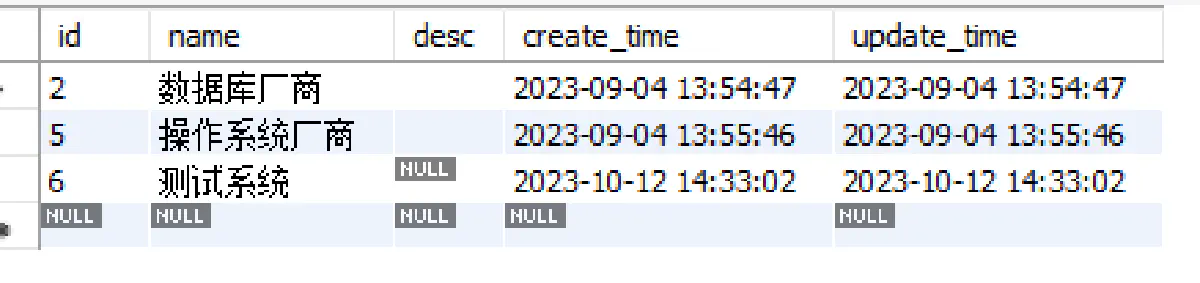 id name desc create_time update_time
2 数据库厂商 2023-09-04 13:54:47 2023-09-04 13:54:47
5 操作系统厂商 2023-09-04 13:55:46 2023-09-04 13:55:46
6 测试系统 NULL 2023-10-12 14:33:02 2023-10-12 14:33:02
NULL NULL NULL NULL NULL